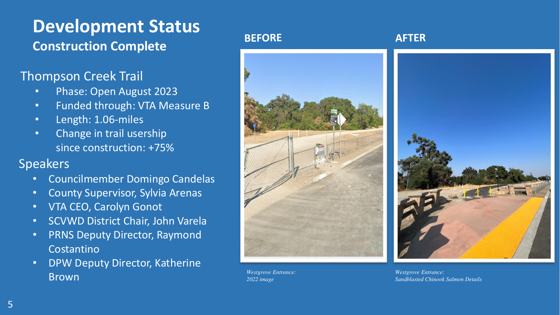 Development Status
Construction Complete
Thompson Creek Trail
• Phase: Open August 2023
• Funded through: VTA Measure B
• Length: 1.06-miles
• Change in trail usership
since construction: +75%
Speakers
• Councilmember Domingo Candelas
• County Supervisor, Sylvia Arenas
• VTA CEO, Carolyn Gonot
• SCVWD District Chair, John Varela
• PRNS Deputy Director, Raymond
Costantino
• DPW Deputy Director, Katherine
Brown
BEFORE
AFTER
Westgrove Entrance:
2022 image
Westgrove Entrance:
Sandblasted Chinook Salmon Details
5